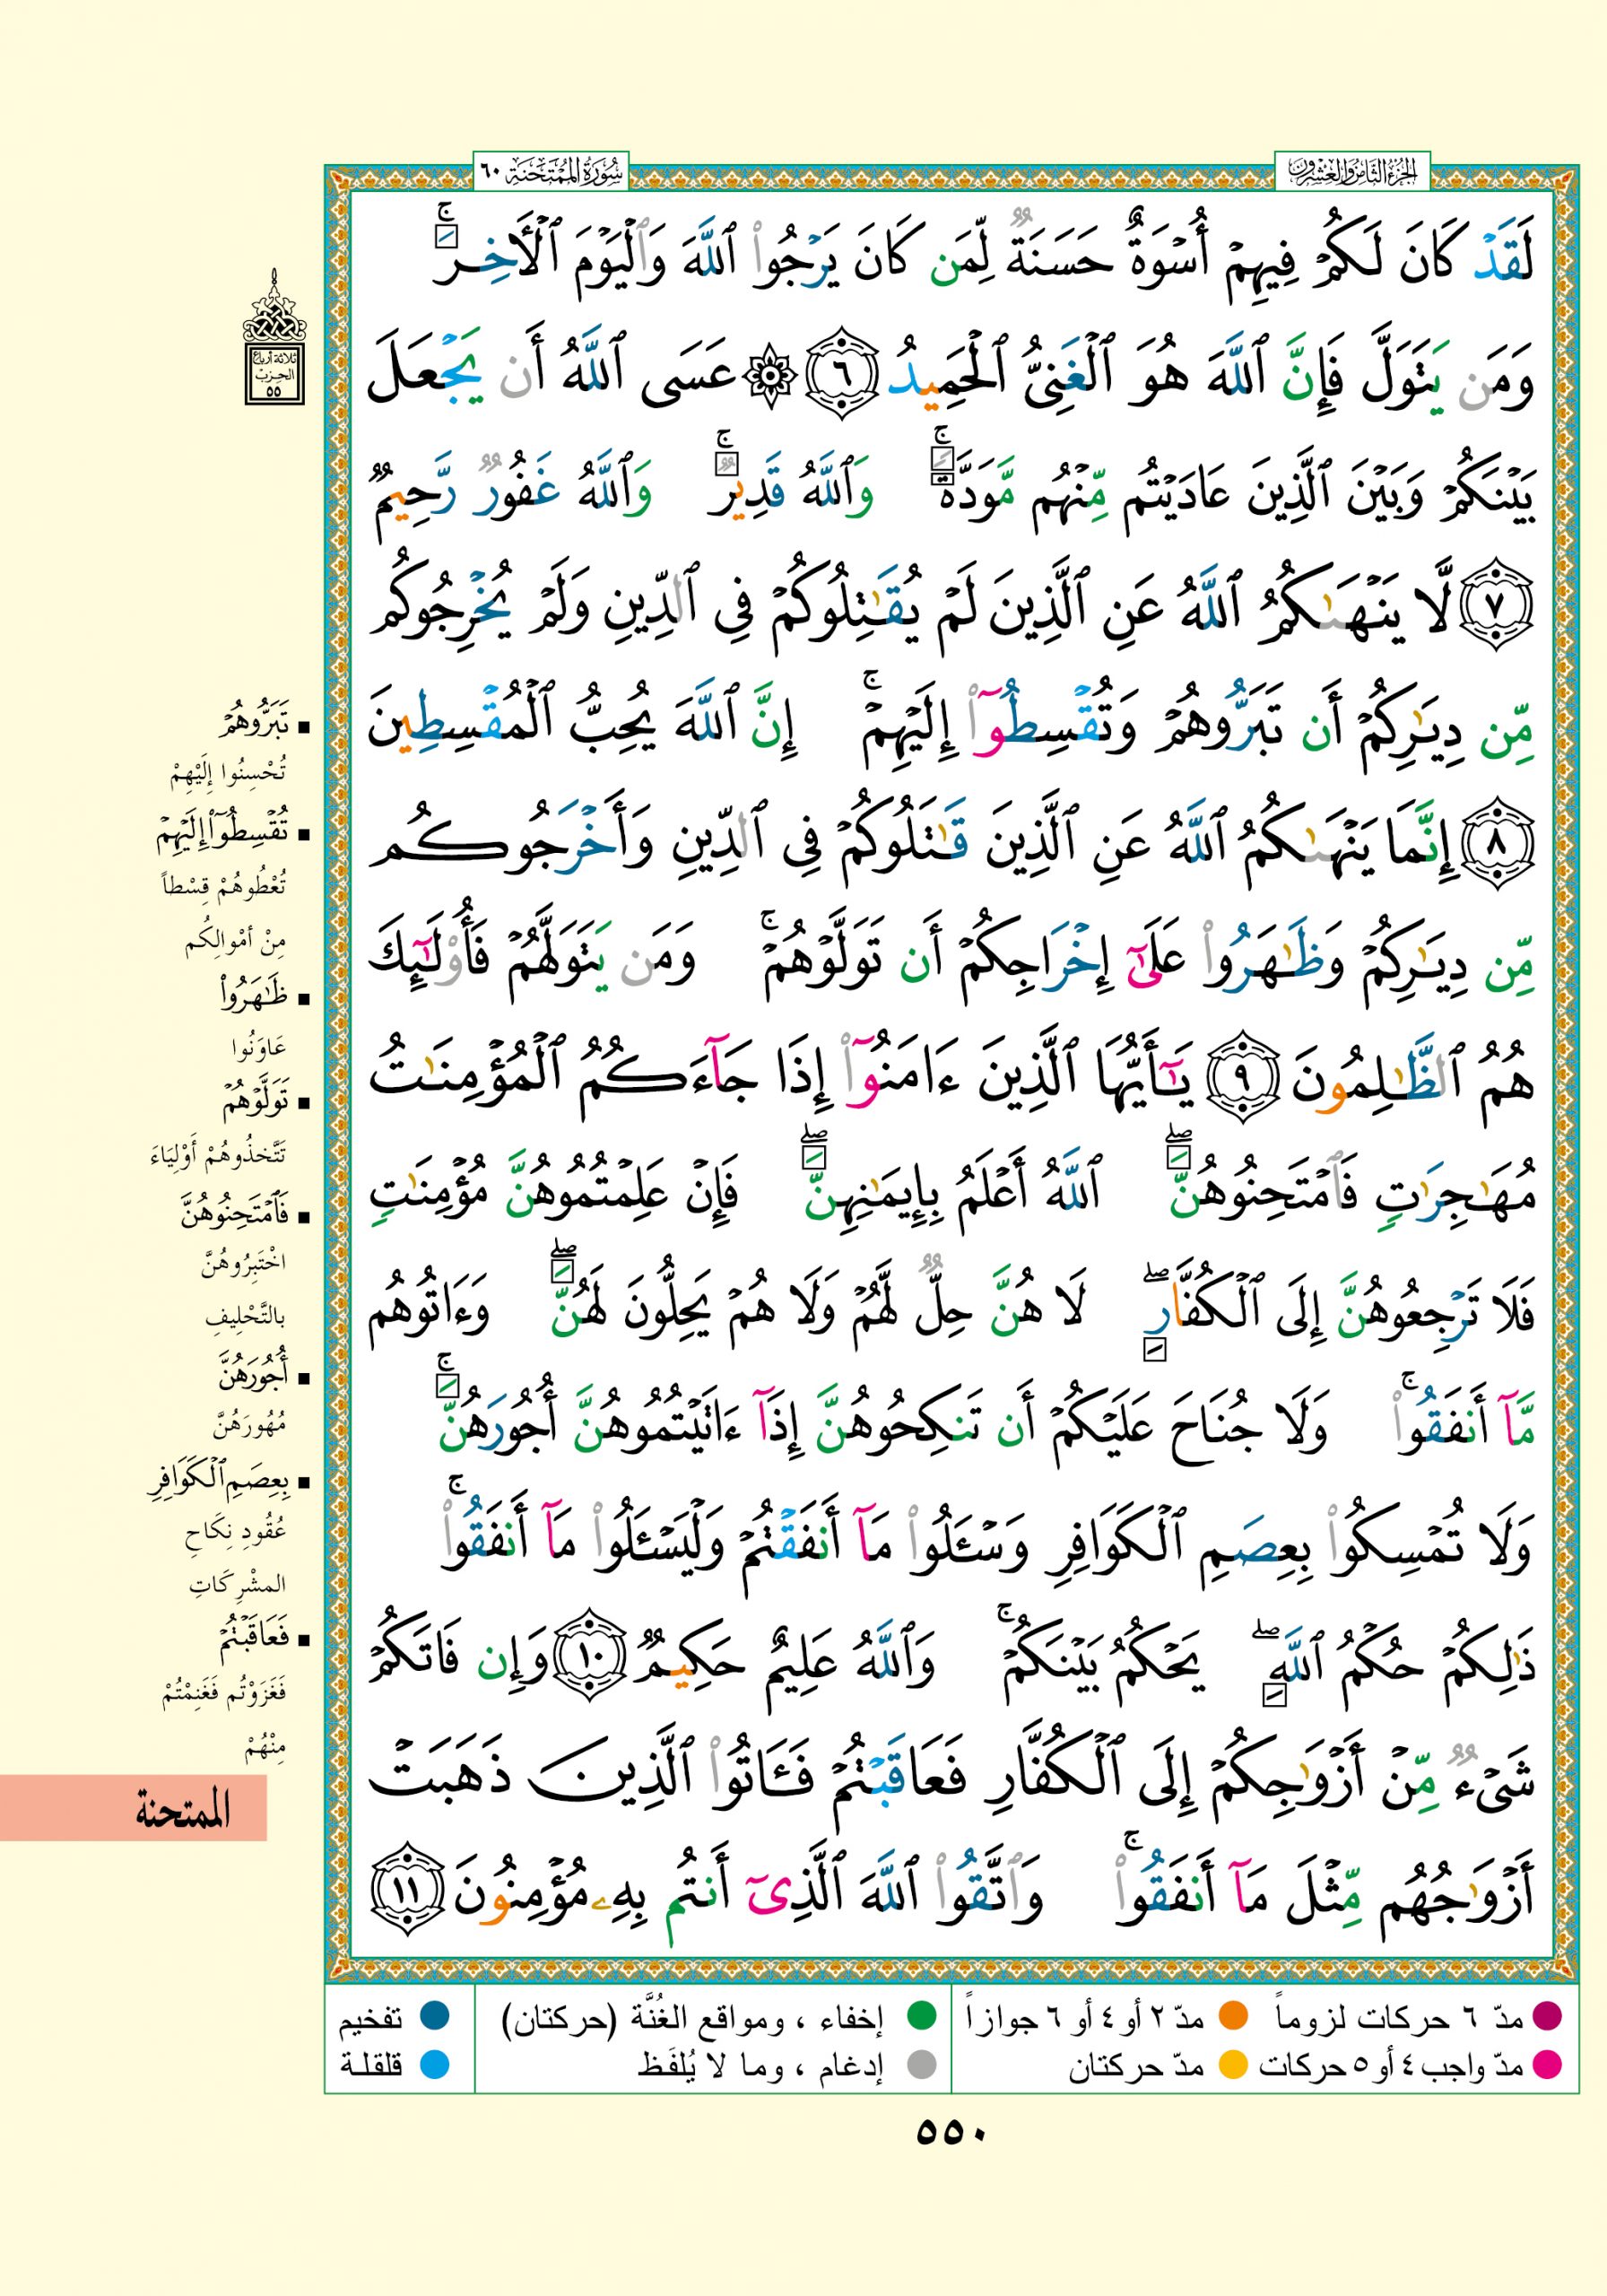 الجزء الثامن والعشرون
سُورَةُ المُمْتَحنَة ٦٠
لَقَدۡ كَانَ لَكُمۡ فِيهِمۡ أُسۡوَةٌ حَسَنَةٞ لِّمَن كَانَ يَرۡجُواْ ٱللَّهَ وَٱلۡيَوۡمَ ٱلۡأٓخِرَۚ
وَمَن يَتَوَلَّ فَإِنَّ ٱللَّهَ هُوَ ٱلۡغَنِيُّ ٱلۡحَمِيدُ ٦ ۞ عَسَى ٱللَّهُ أَن يَجۡعَلَ
بَيۡنَكُمۡ وَبَيۡنَ ٱلَّذِينَ عَادَيۡتُم مِّنۡهُم مَّوَدَّةٗۚ وَٱللَّهُ قَدِيرٞۚ وَٱللَّهُ غَفُورٞ رَّحِيمٞ
٧ لَّا يَنۡهَىٰكُمُ ٱللَّهُ عَنِ ٱلَّذِينَ لَمۡ يُقَٰتِلُوكُمۡ فِي ٱلدِّينِ وَلَمۡ يُخۡرِجُوكُم
مِّن دِيَٰرِكُمۡ أَن تَبَرُّوهُمۡ وَتُقۡسِطُوٓاْ إِلَيۡهِمۡۚ إِنَّ ٱللَّهَ يُحِبُّ ٱلۡمُقۡسِطِينَ
٨ إِنَّمَا يَنۡهَىٰكُمُ ٱللَّهُ عَنِ ٱلَّذِينَ قَٰتَلُوكُمۡ فِي ٱلدِّينِ وَأَخۡرَجُوكُم
مِّن دِيَٰرِكُمۡ وَظَٰهَرُواْ عَلَىٰٓ إِخۡرَاجِكُمۡ أَن تَوَلَّوۡهُمۡۚ وَمَن يَتَوَلَّهُمۡ فَأُوْلَٰٓئِكَ
هُمُ ٱلظَّٰلِمُونَ ٩ يَٰٓأَيُّهَا ٱلَّذِينَ ءَامَنُوٓاْ إِذَا جَآءَكُمُ ٱلۡمُؤۡمِنَٰتُ
مُهَٰجِرَٰتٖ فَٱمۡتَحِنُوهُنَّۖ ٱللَّهُ أَعۡلَمُ بِإِيمَٰنِهِنَّۖ فَإِنۡ عَلِمۡتُمُوهُنَّ مُؤۡمِنَٰتٖ
فَلَا تَرۡجِعُوهُنَّ إِلَى ٱلۡكُفَّارِۖ لَا هُنَّ حِلّٞ لَّهُمۡ وَلَا هُمۡ يَحِلُّونَ لَهُنَّۖ وَءَاتُوهُم
مَّآ أَنفَقُواْۚ وَلَا جُنَاحَ عَلَيۡكُمۡ أَن تَنكِحُوهُنَّ إِذَآ ءَاتَيۡتُمُوهُنَّ أُجُورَهُنَّۚ
وَلَا تُمۡسِكُواْ بِعِصَمِ ٱلۡكَوَافِرِ وَسۡـَٔلُواْ مَآ أَنفَقۡتُمۡ وَلۡيَسۡـَٔلُواْ مَآ أَنفَقُواْۚ
ذَٰلِكُمۡ حُكۡمُ ٱللَّهِۖ يَحۡكُمُ بَيۡنَكُمۡۚ وَٱللَّهُ عَلِيمٌ حَكِيمٞ ١٠ وَإِن فَاتَكُمۡ
شَيۡءٞ مِّنۡ أَزۡوَٰجِكُمۡ إِلَى ٱلۡكُفَّارِ فَعَاقَبۡتُمۡ فَـَٔاتُواْ ٱلَّذِينَ ذَهَبَتۡ
أَزۡوَٰجُهُم مِّثۡلَ مَآ أَنفَقُواْۚ وَٱتَّقُواْ ٱللَّهَ ٱلَّذِيٓ أَنتُم بِهِۦ مُؤۡمِنُونَ ١١
ثلاثة أرباع
الحزب
٥٥
■ تَبَرُّوهُمۡ
تُحْسِنُوا إِلَيْهِمْ
■ تُقۡسِطُوٓاْ إِلَيۡهِمۡ
تُعْطُوهُمْ قِسْطاً
مِنْ أمْوالِكُم
■ ظَٰهَرُواْ
عَاوَنُوا
■ تَوَلَّوۡهُمۡ
تَتَّخذُوهُمْ أَوْلِيَاءَ
■ فَٱمۡتَحِنُوهُنَّ
اخْتَبِرُوهُنَّ
بالتَّحْلِيفِ
■ أُجُورَهُنَّ
مُهُورَهُنَّ
■ بِعِصَمِ ٱلۡكَوَافِرِ
عُقُودِ نِكَاحِ
المشْرِكَاتِ
■ فَعَاقَبۡتُمۡ
فَغَزَوْتُم فَغَنِمْتُمْ
مِنْهُمْ
الممتحنة
مدّ ٦ حركات لزوماً مدّ ٢ أو ٤ أو ٦ جوازاً إخفاء ، ومواقع الغُنَّة (حركتان) تفخيم
مدّ واجب ٤ أو ٥ حركات مدّ حركتان إدغام ، وما لا يُلفَظ قلقلة
٥٥٠